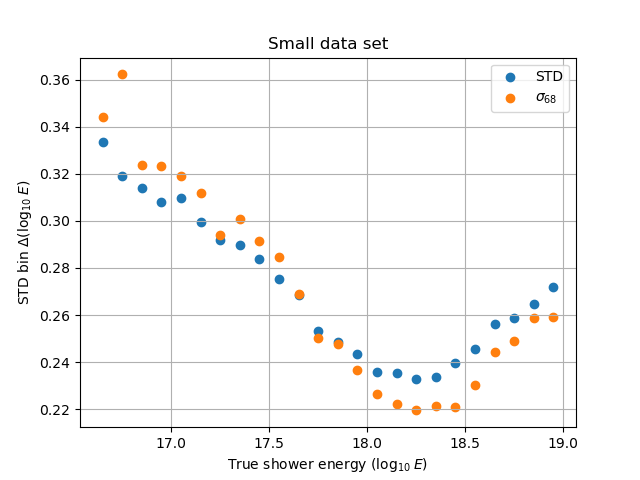 Small data set
STD
σ68
0.36
0.34
0.32
0.30
0.28
0.26
0.24
0.22
STD bin Δ(log10 E)
17.0 17.5 18.0 18.5 19.0
True shower energy (log10 E)